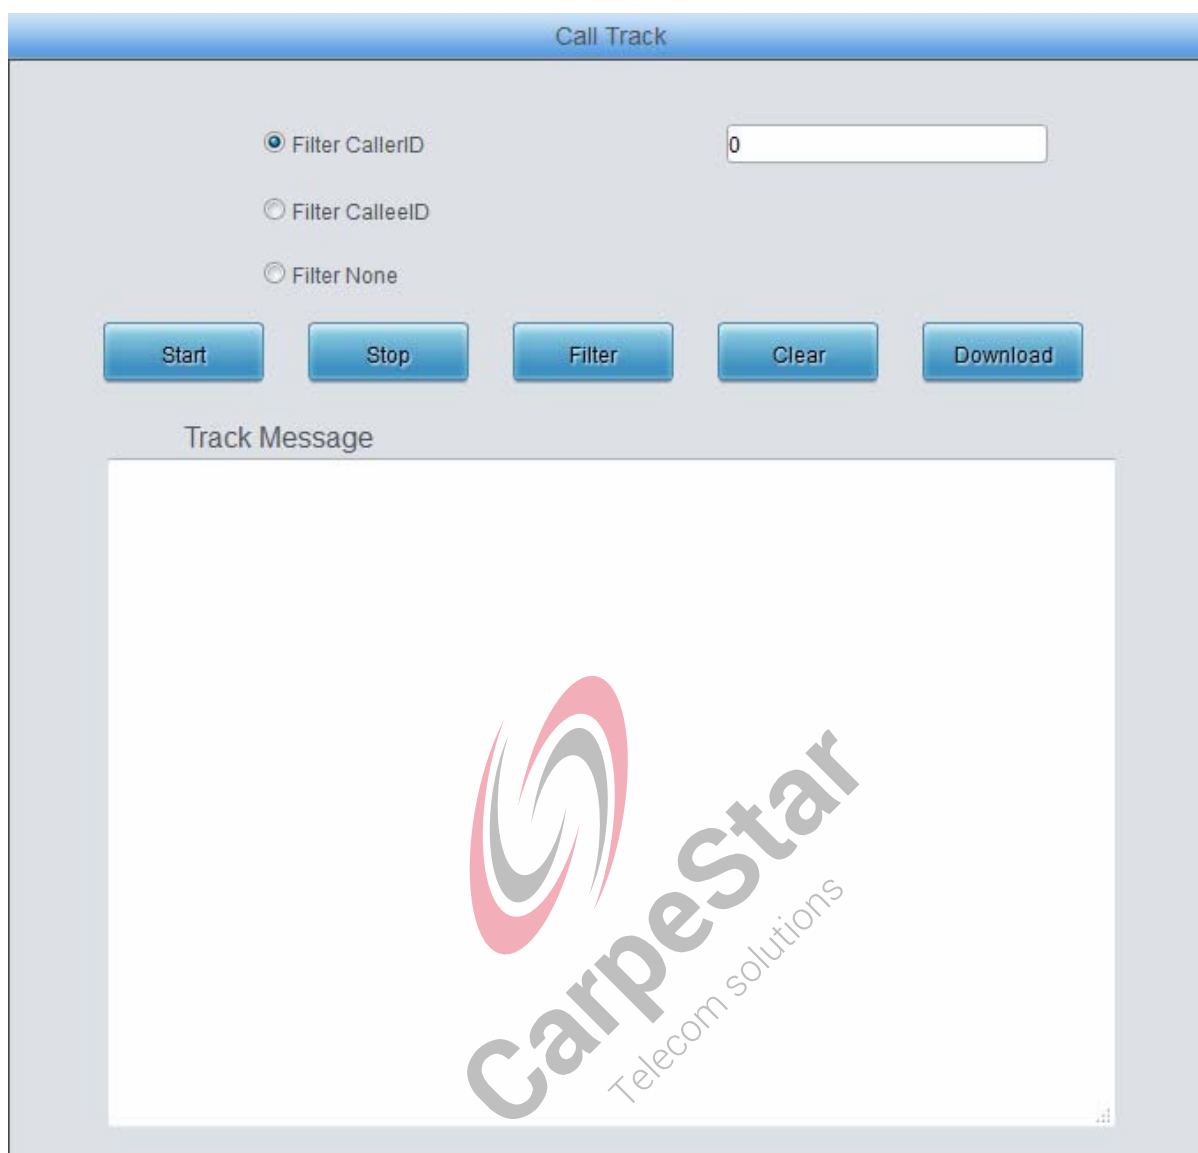 Call Track
Filter CallerID
0
Filter CalleeID
Filter None
Start
Stop
Filter
Clear
Download
Track Message
CarpeStar
Telecom solutions